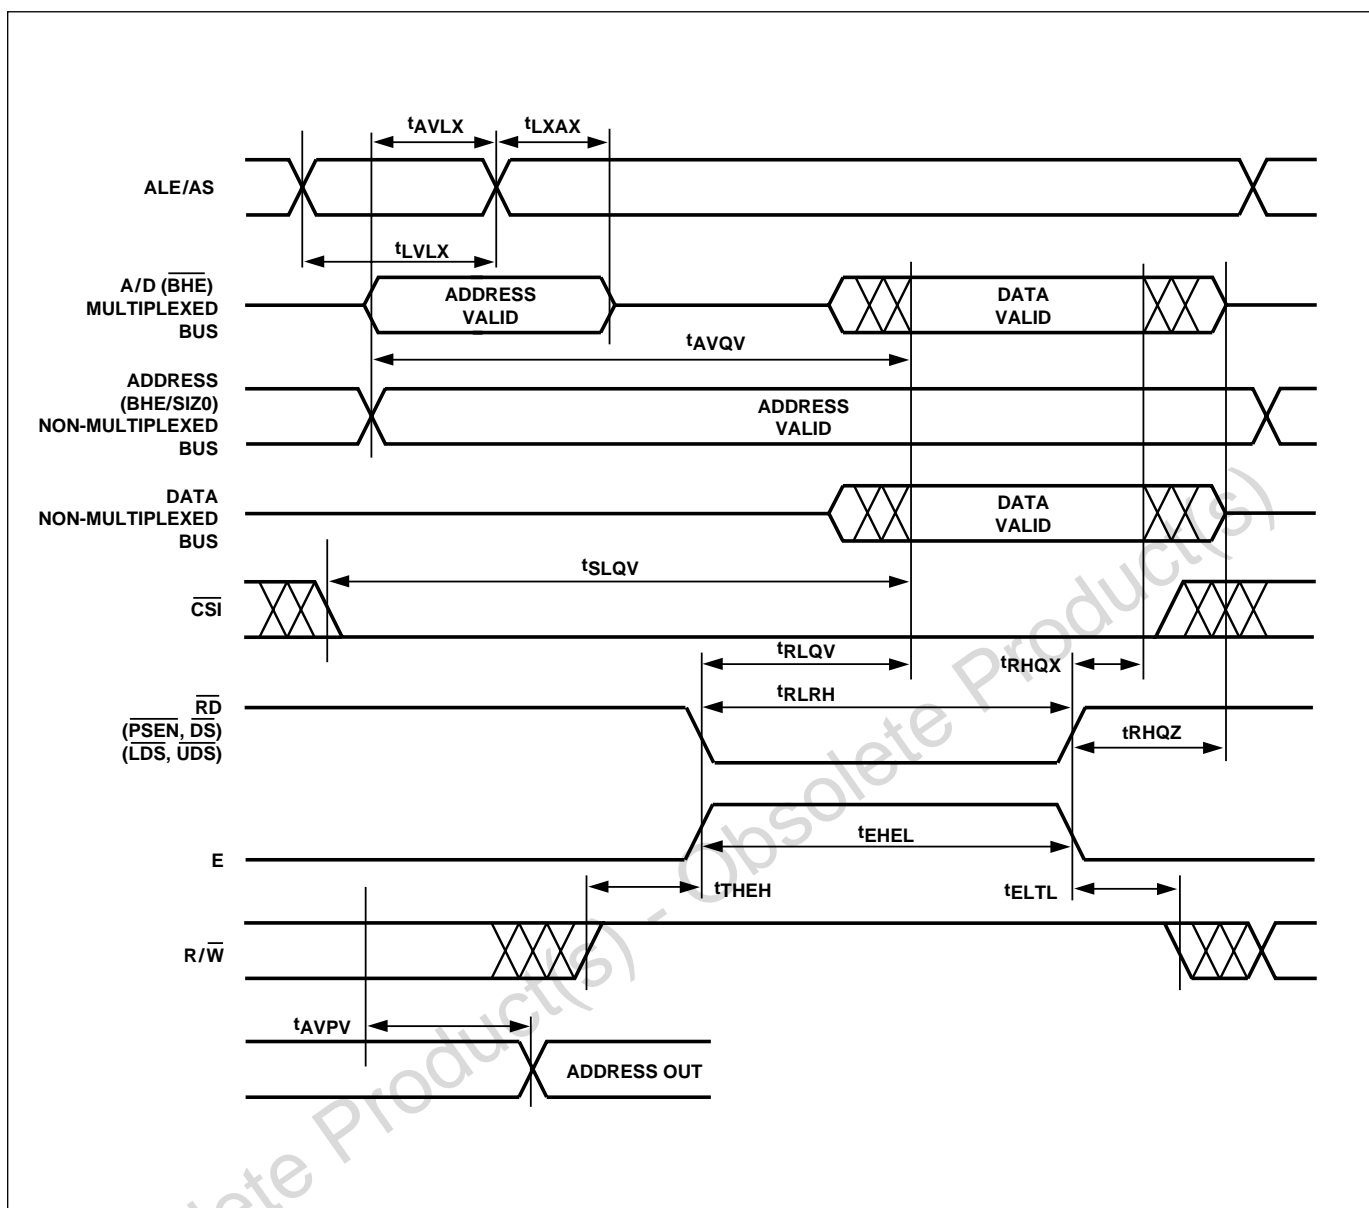 tAVLX
tLXAX
ALE/AS
tLVLX
A/D (BHE)
MULTIPLEXED
BUS
ADDRESS
VALID
DATA
VALID
tAVQV
ADDRESS
(BHE/SIZ0)
NON-MULTIPLEXED
BUS
ADDRESS
VALID
DATA
NON-MULTIPLEXED
BUS
DATA
VALID
tSLQV
CSI
tRLQV
tRHQX
tRLRH
RD
(PSEN, DS)
(LDS, UDS)
tRHQZ
tEHEL
E
tTHEH
tELTL
R/W
tAVPV
ADDRESS OUT
lete Product(s) - Obsolete Product(s)